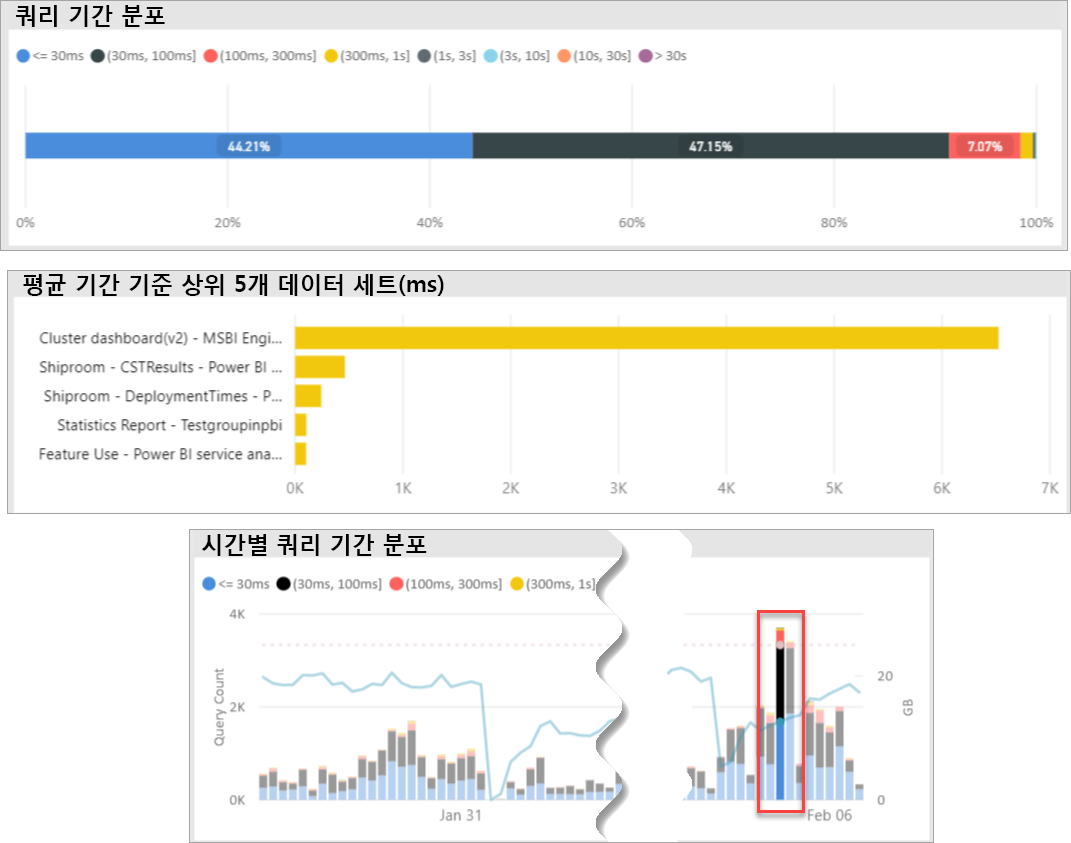 쿼리 기간 분포
<= 30ms (30ms, 100ms] (100ms, 300ms] (300ms, 1s] (1s, 3s] (3s, 10s] (10s, 30s] > 30s
44.21% 47.15% 7.07%
0% 20% 40% 60% 80% 100%
평균 기간 기준 상위 5개 데이터 세트(ms)
Cluster dashboard(v2) - MSBI Engi...
Shiproom - CSTResults - Power BI ...
Shiproom - DeploymentTimes - P...
Statistics Report - Testgroupinpbi
Feature Use - Power BI service ana...
0K 1K 2K 3K 4K 5K 6K 7K
시간별 쿼리 기간 분포
<= 30ms (30ms, 100ms] (100ms, 300ms] (300ms, 1s]
4K
2K 20
0K 0
Query Count
GB
Jan 31 Feb 06